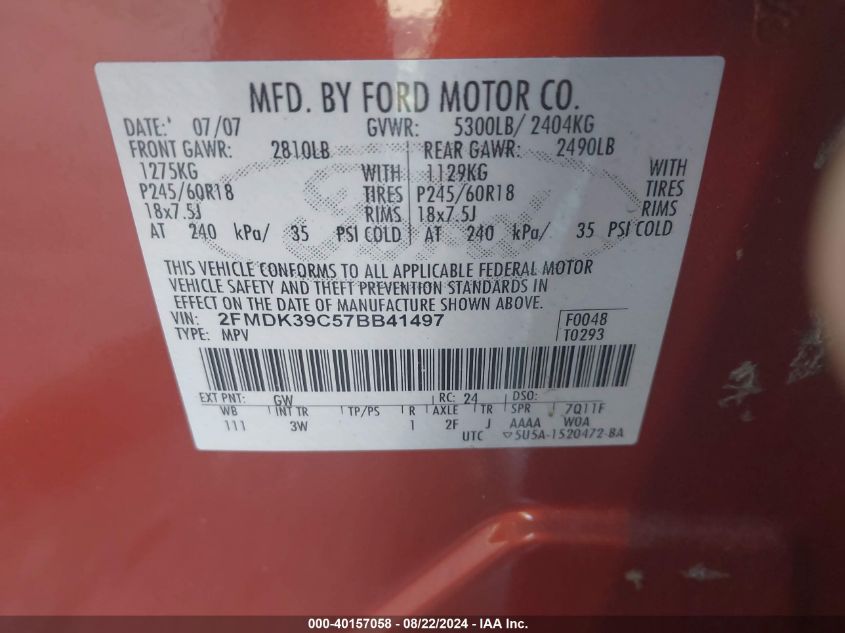 MFD. BY FORD MOTOR CO.
DATE: 07/07 GVWR: 5300LB/ 2404KG
FRONT GAWR: 2810LB REAR GAWR: 2490LB
1275KG WITH 1129KG WITH
P245/60R18 TIRES P245/60R18 TIRES
18x7.5J RIMS 18x7.5J RIMS
AT 240 kPa/ 35 PSI COLD AT 240 kPa/ 35 PSI COLD
Ford
THIS VEHICLE CONFORMS TO ALL APPLICABLE FEDERAL MOTOR
VEHICLE SAFETY AND THEFT PREVENTION STANDARDS IN
EFFECT ON THE DATE OF MANUFACTURE SHOWN ABOVE.
VIN: 2FMDK39C57BB41497 F0048
TYPE: MPV T0293
EXT PNT: GW RC: 24 DSO:
WB INT TR TP/PS R AXLE TR SPR 7Q11F
111 3W 1 2F J AAAA W0A
UTC ▽5U5A-1520472-BA
000-40157058 - 08/22/2024 - IAA Inc.